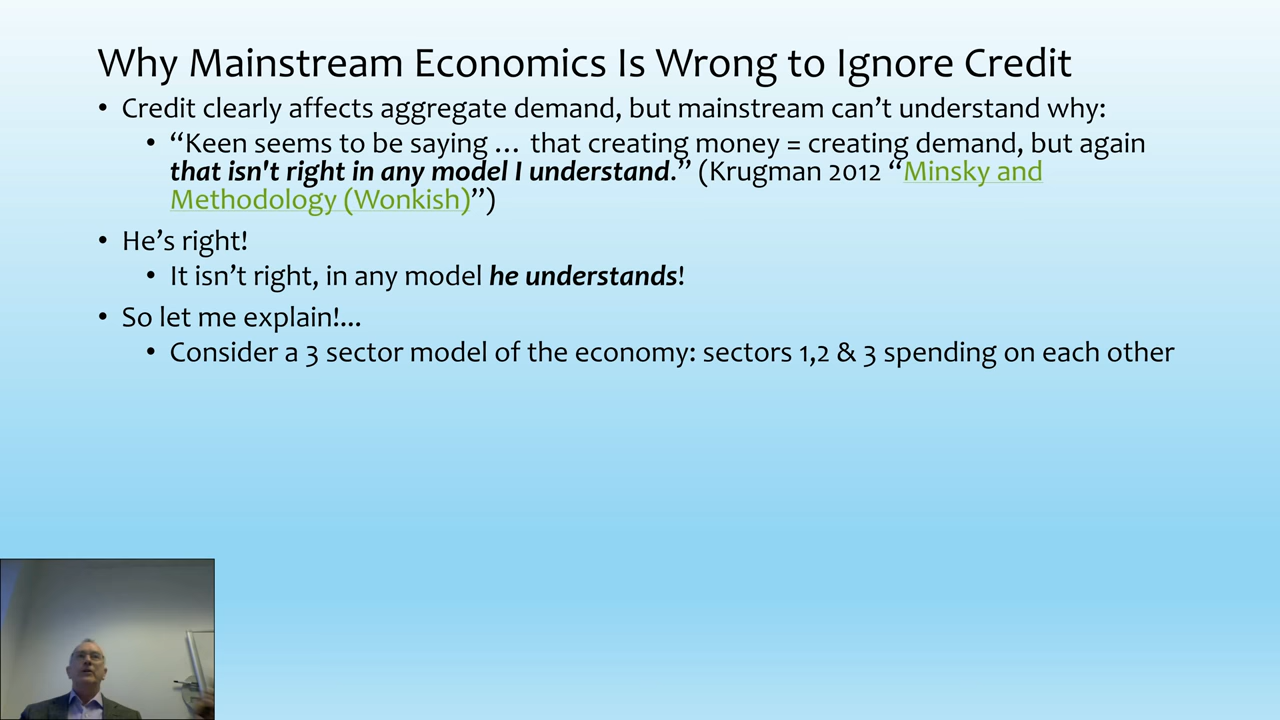 Why Mainstream Economics Is Wrong to Ignore Credit
• Credit clearly affects aggregate demand, but mainstream can’t understand why:
• “Keen seems to be saying … that creating money = creating demand, but again
that isn't right in any model I understand.” (Krugman 2012 “Minsky and
Methodology (Wonkish)”)
• He’s right!
• It isn’t right, in any model he understands!
• So let me explain!...
• Consider a 3 sector model of the economy: sectors 1,2 & 3 spending on each other